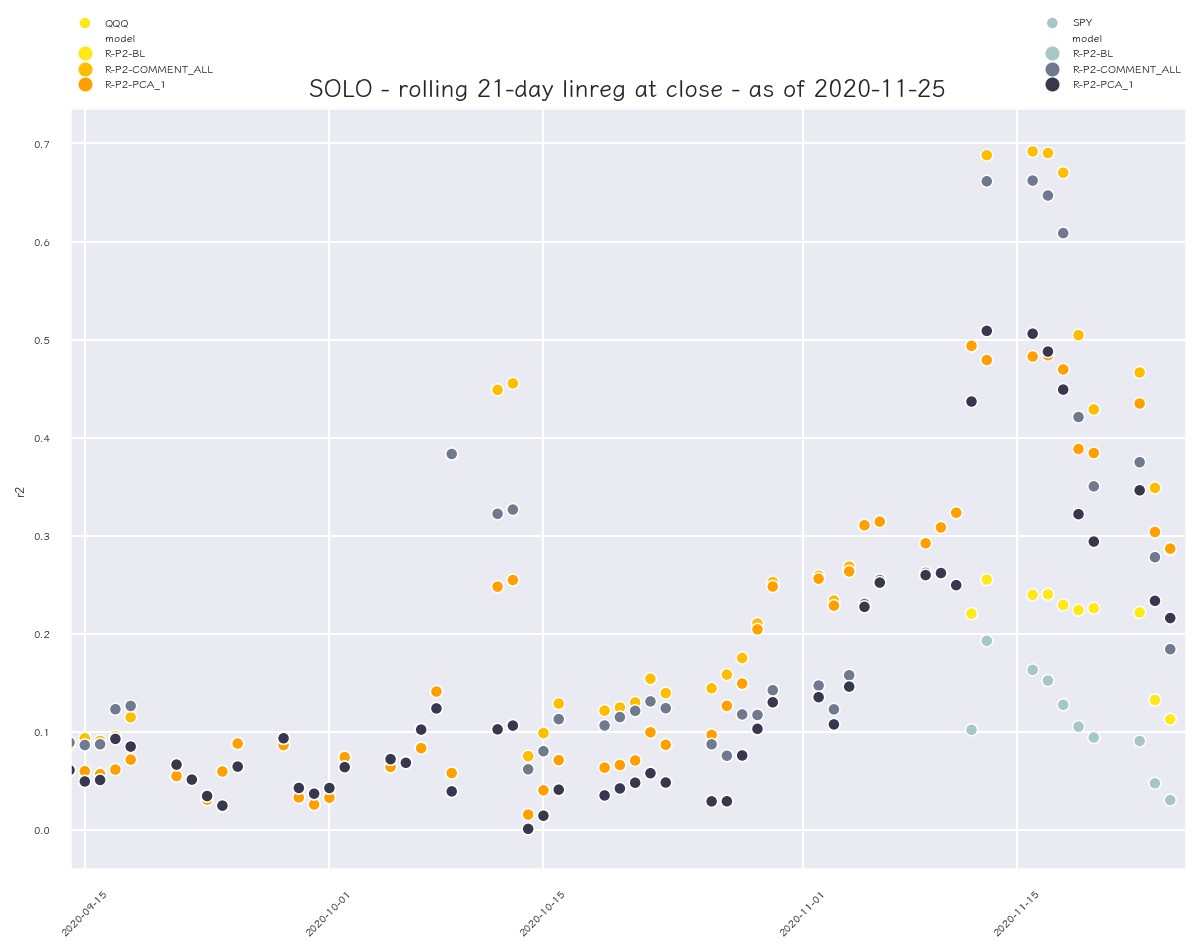 QQQ
model
R-P2-BL
R-P2-COMMENT_ALL
R-P2-PCA_1
SPY
model
R-P2-BL
R-P2-COMMENT_ALL
R-P2-PCA_1
SOLO - rolling 21-day linreg at close - as of 2020-11-25
0.7
0.6
0.5
0.4
r2
0.3
0.2
0.1
0.0
2020-09-15
2020-10-01
2020-10-15
2020-11-01
2020-11-15